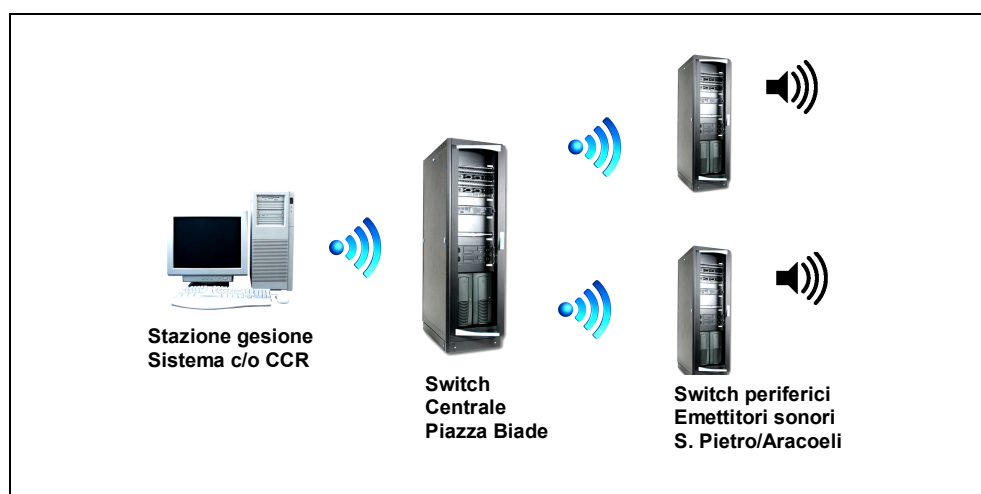 Stazione gesione
Sistema c/o CCR
Switch
Centrale
Piazza Biade
Switch periferici
Emettitori sonori
S. Pietro/Aracoeli